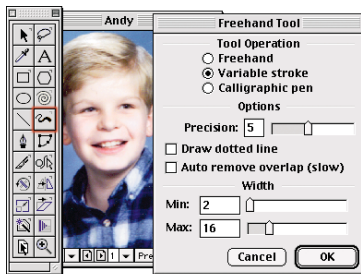 Andy
A
1
Pre
Freehand Tool
Tool Operation
Freehand
Variable stroke
Calligraphic pen
Options
Precision: 5
Draw dotted line
Auto remove overlap (slow)
Width
Min: 2
Max: 16
Cancel OK